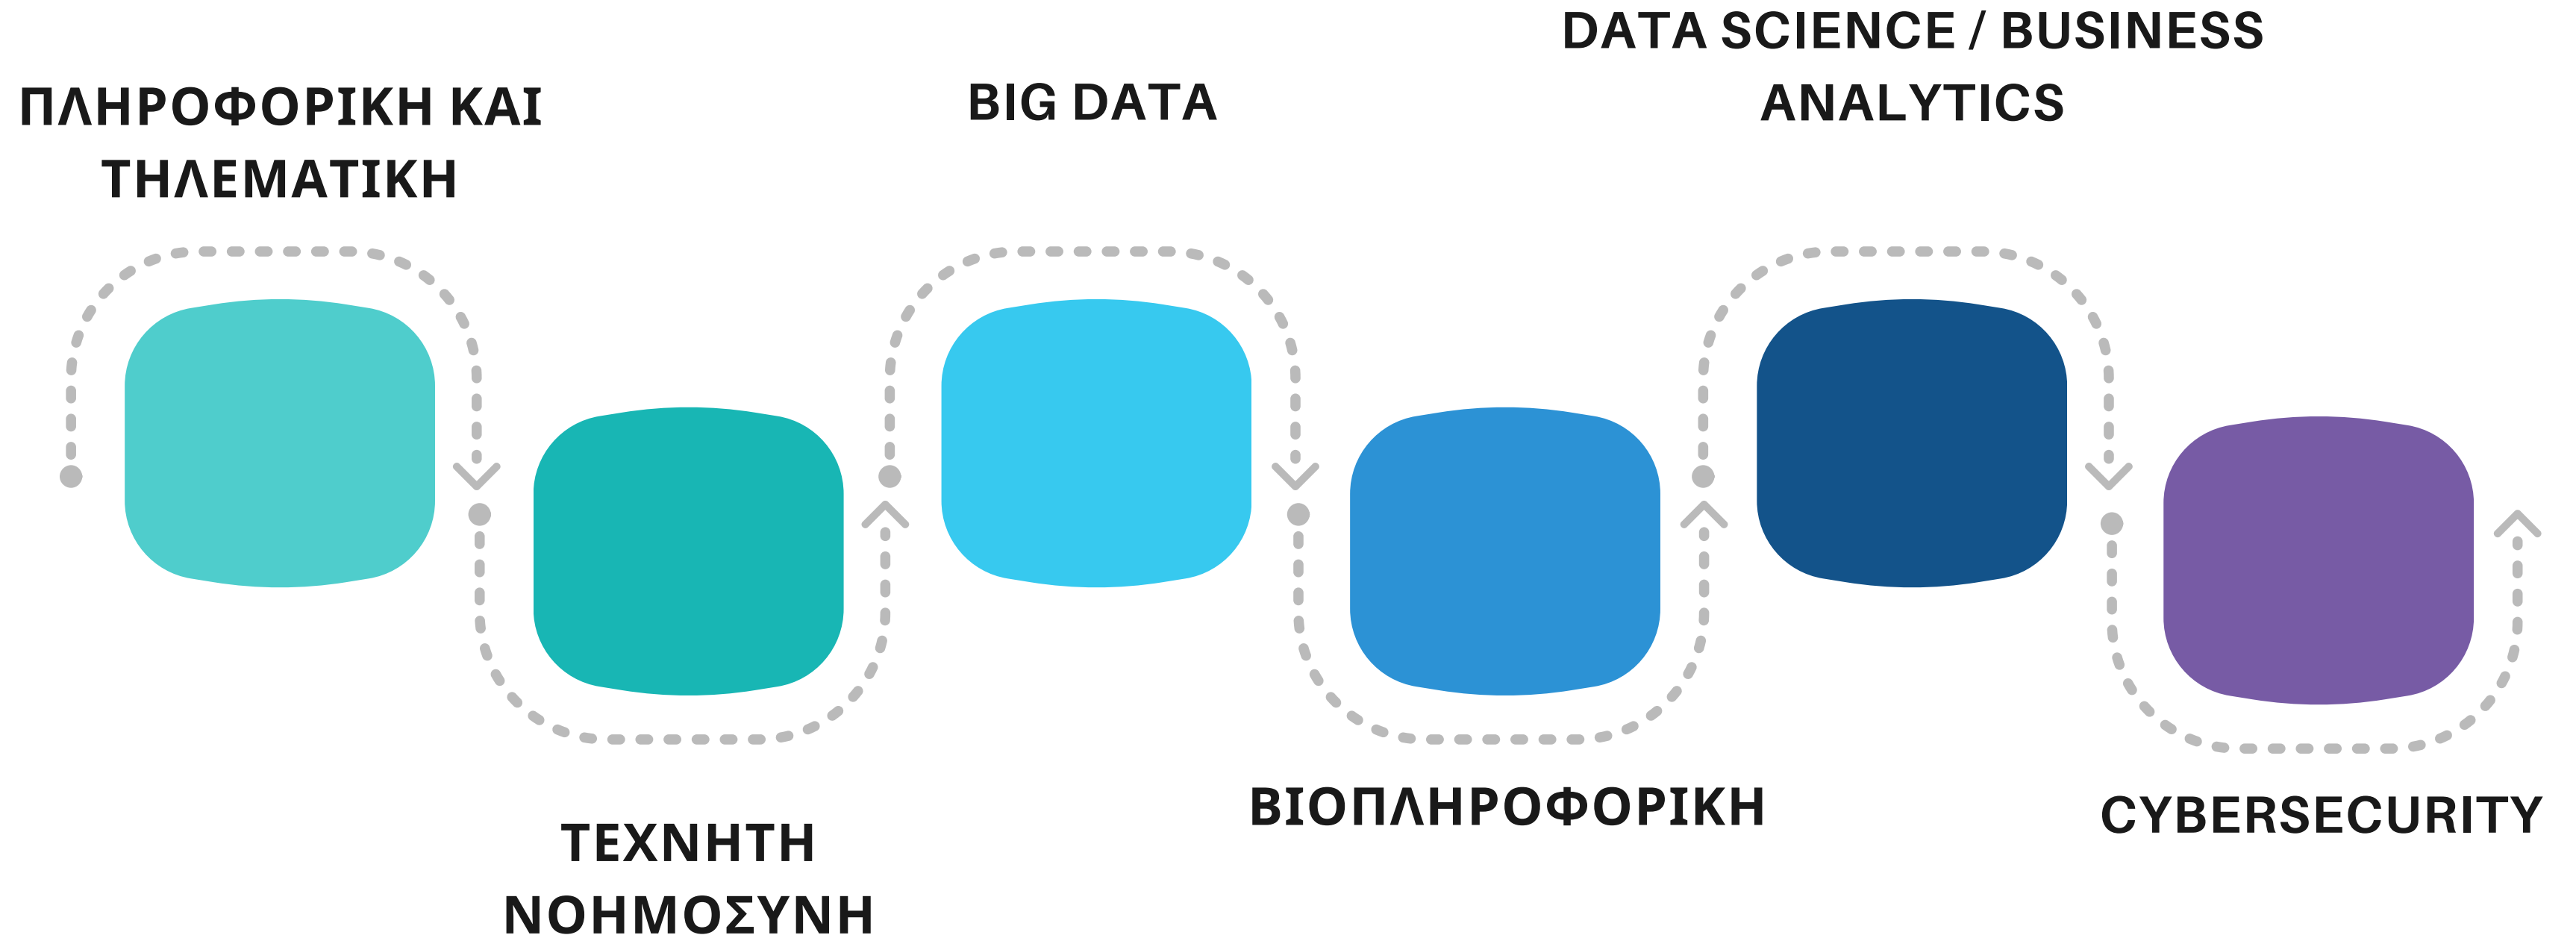 ΠΛΗΡΟΦΟΡΙΚΗ ΚΑΙ
ΤΗΛΕΜΑΤΙΚΗ
ΤΕΧΝΗΤΗ
ΝΟΗΜΟΣΥΝΗ
BIG DATA
ΒΙΟΠΛΗΡΟΦΟΡΙΚΗ
DATA SCIENCE / BUSINESS
ANALYTICS
CYBERSECURITY